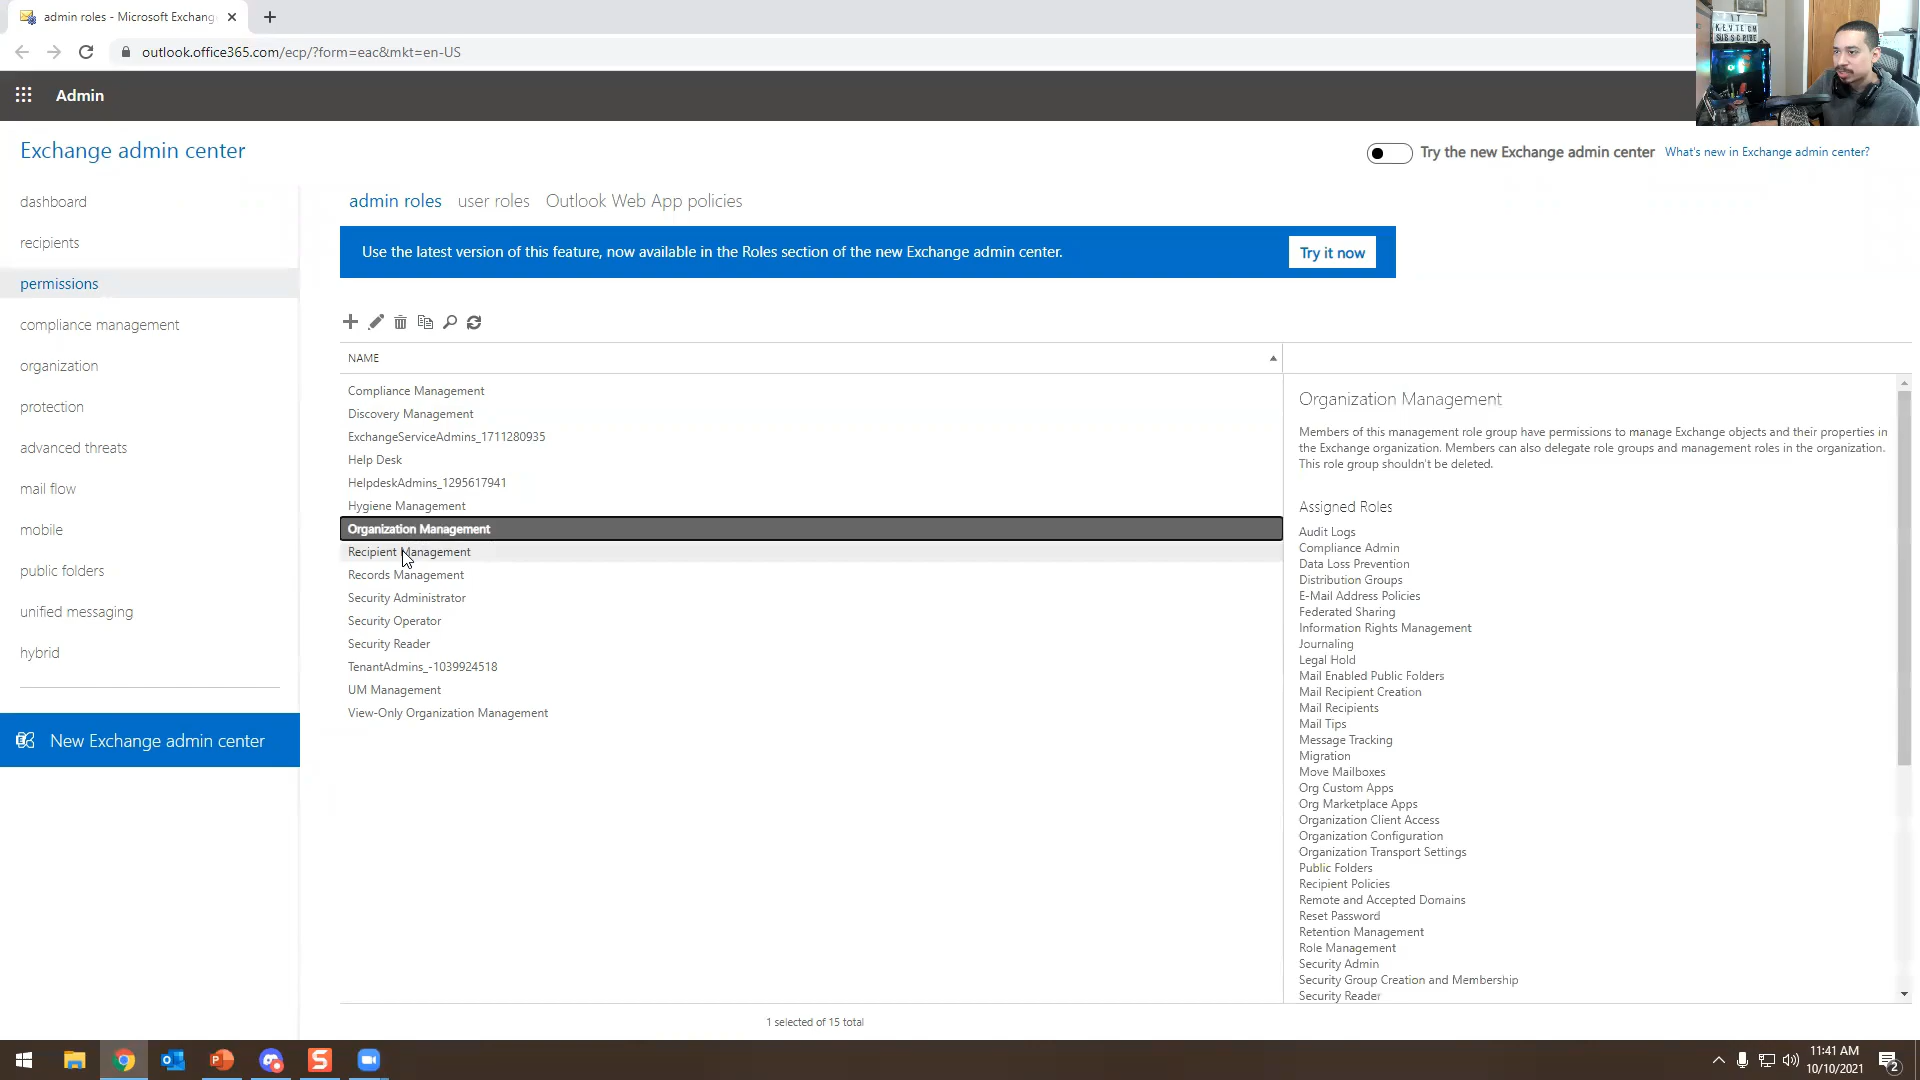 admin roles - Microsoft Exchang
outlook.office365.com/ecp/?form=eac&mkt=en-US
KEVTECH
SUBSCRIBE
Admin
Exchange admin center
Try the new Exchange admin center
What's new in Exchange admin center?
dashboard
recipients
permissions
compliance management
organization
protection
advanced threats
mail flow
mobile
public folders
unified messaging
hybrid
New Exchange admin center
admin roles
user roles
Outlook Web App policies
Use the latest version of this feature, now available in the Roles section of the new Exchange admin center.
Try it now
NAME
Compliance Management
Discovery Management
ExchangeServiceAdmins_1711280935
Help Desk
HelpdeskAdmins_1295617941
Hygiene Management
Organization Management
Recipient Management
Records Management
Security Administrator
Security Operator
Security Reader
TenantAdmins_-1039924518
UM Management
View-Only Organization Management
1 selected of 15 total
Organization Management
Members of this management role group have permissions to manage Exchange objects and their properties in
the Exchange organization. Members can also delegate role groups and management roles in the organization.
This role group shouldn't be deleted.
Assigned Roles
Audit Logs
Compliance Admin
Data Loss Prevention
Distribution Groups
E-Mail Address Policies
Federated Sharing
Information Rights Management
Journaling
Legal Hold
Mail Enabled Public Folders
Mail Recipient Creation
Mail Recipients
Mail Tips
Message Tracking
Migration
Move Mailboxes
Org Custom Apps
Org Marketplace Apps
Organization Client Access
Organization Configuration
Organization Transport Settings
Public Folders
Recipient Policies
Remote and Accepted Domains
Reset Password
Retention Management
Role Management
Security Admin
Security Group Creation and Membership
Security Reader
11:41 AM
10/10/2021
2